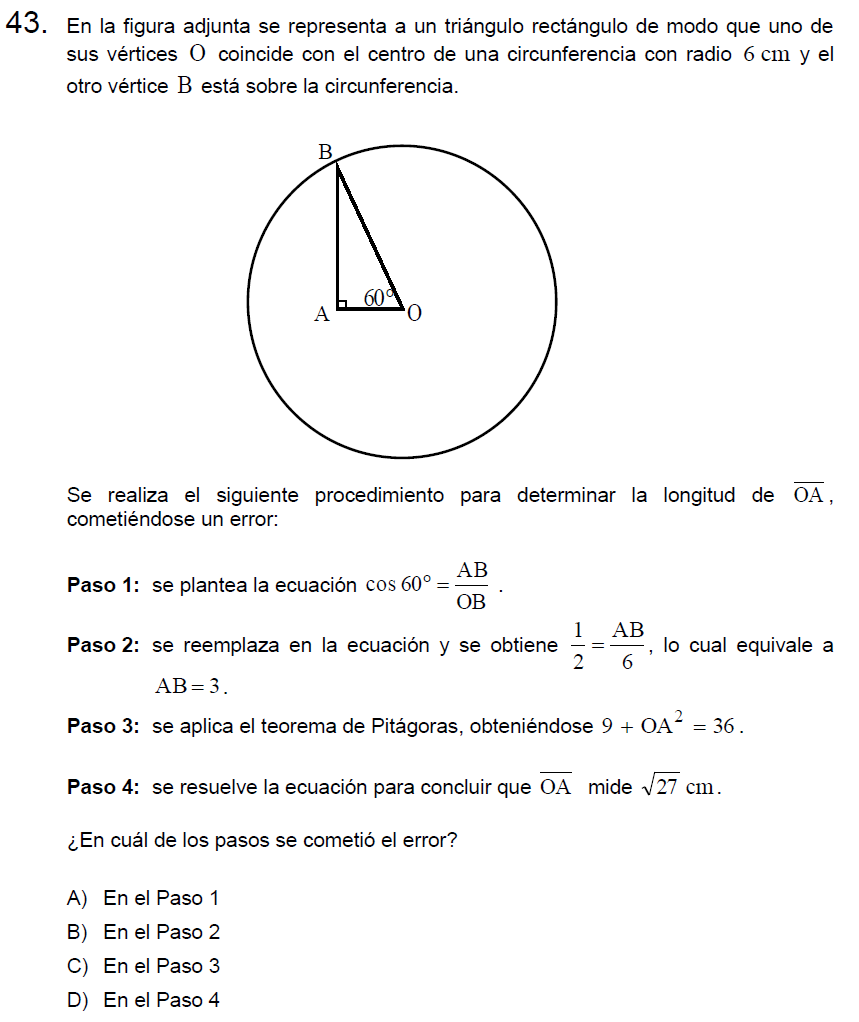 43. En la figura adjunta se representa a un triángulo rectángulo de modo que uno de
sus vértices O coincide con el centro de una circunferencia con radio 6 cm y el
otro vértice B está sobre la circunferencia.
B
60°
A
O
Se realiza el siguiente procedimiento para determinar la longitud de \overline{OA},
cometiéndose un error:
Paso 1: se plantea la ecuación cos 60° = AB/OB .
Paso 2: se reemplaza en la ecuación y se obtiene 1/2 = AB/6, lo cual equivale a
AB = 3.
Paso 3: se aplica el teorema de Pitágoras, obteniéndose 9 + OA² = 36.
Paso 4: se resuelve la ecuación para concluir que \overline{OA} mide √27 cm.
¿En cuál de los pasos se cometió el error?
A) En el Paso 1
B) En el Paso 2
C) En el Paso 3
D) En el Paso 4